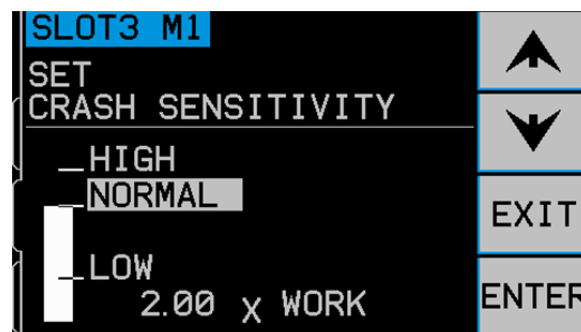 SLOT3 M1
SET
CRASH SENSITIVITY
HIGH
NORMAL
LOW
2.00 X WORK
EXIT
ENTER